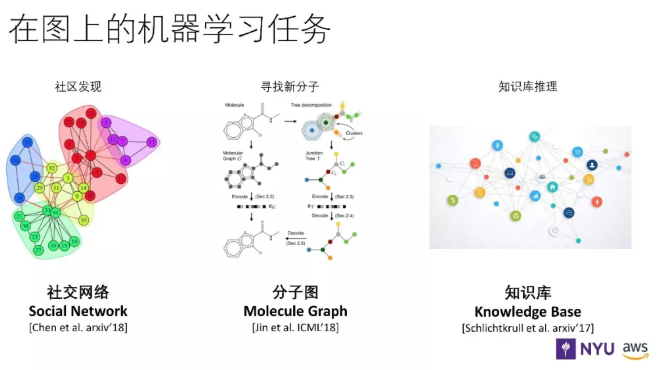 在图上的机器学习任务
社区发现
寻找新分子
知识库推理
Molecule
Tree decomposition
Clusters
Molecular
Graph G
Junction
Tree T
Encode
(Sec 2.2)
Encode
(Sec 2.3)
Decode
(Sec 2.4)
Decode
(Sec 2.5)
社交网络
Social Network
[Chen et al. arxiv'18]
分子图
Molecule Graph
[Jin et al. ICML'18]
知识库
Knowledge Base
[Schlichtkrull et al. arxiv'17]
NYU
aws